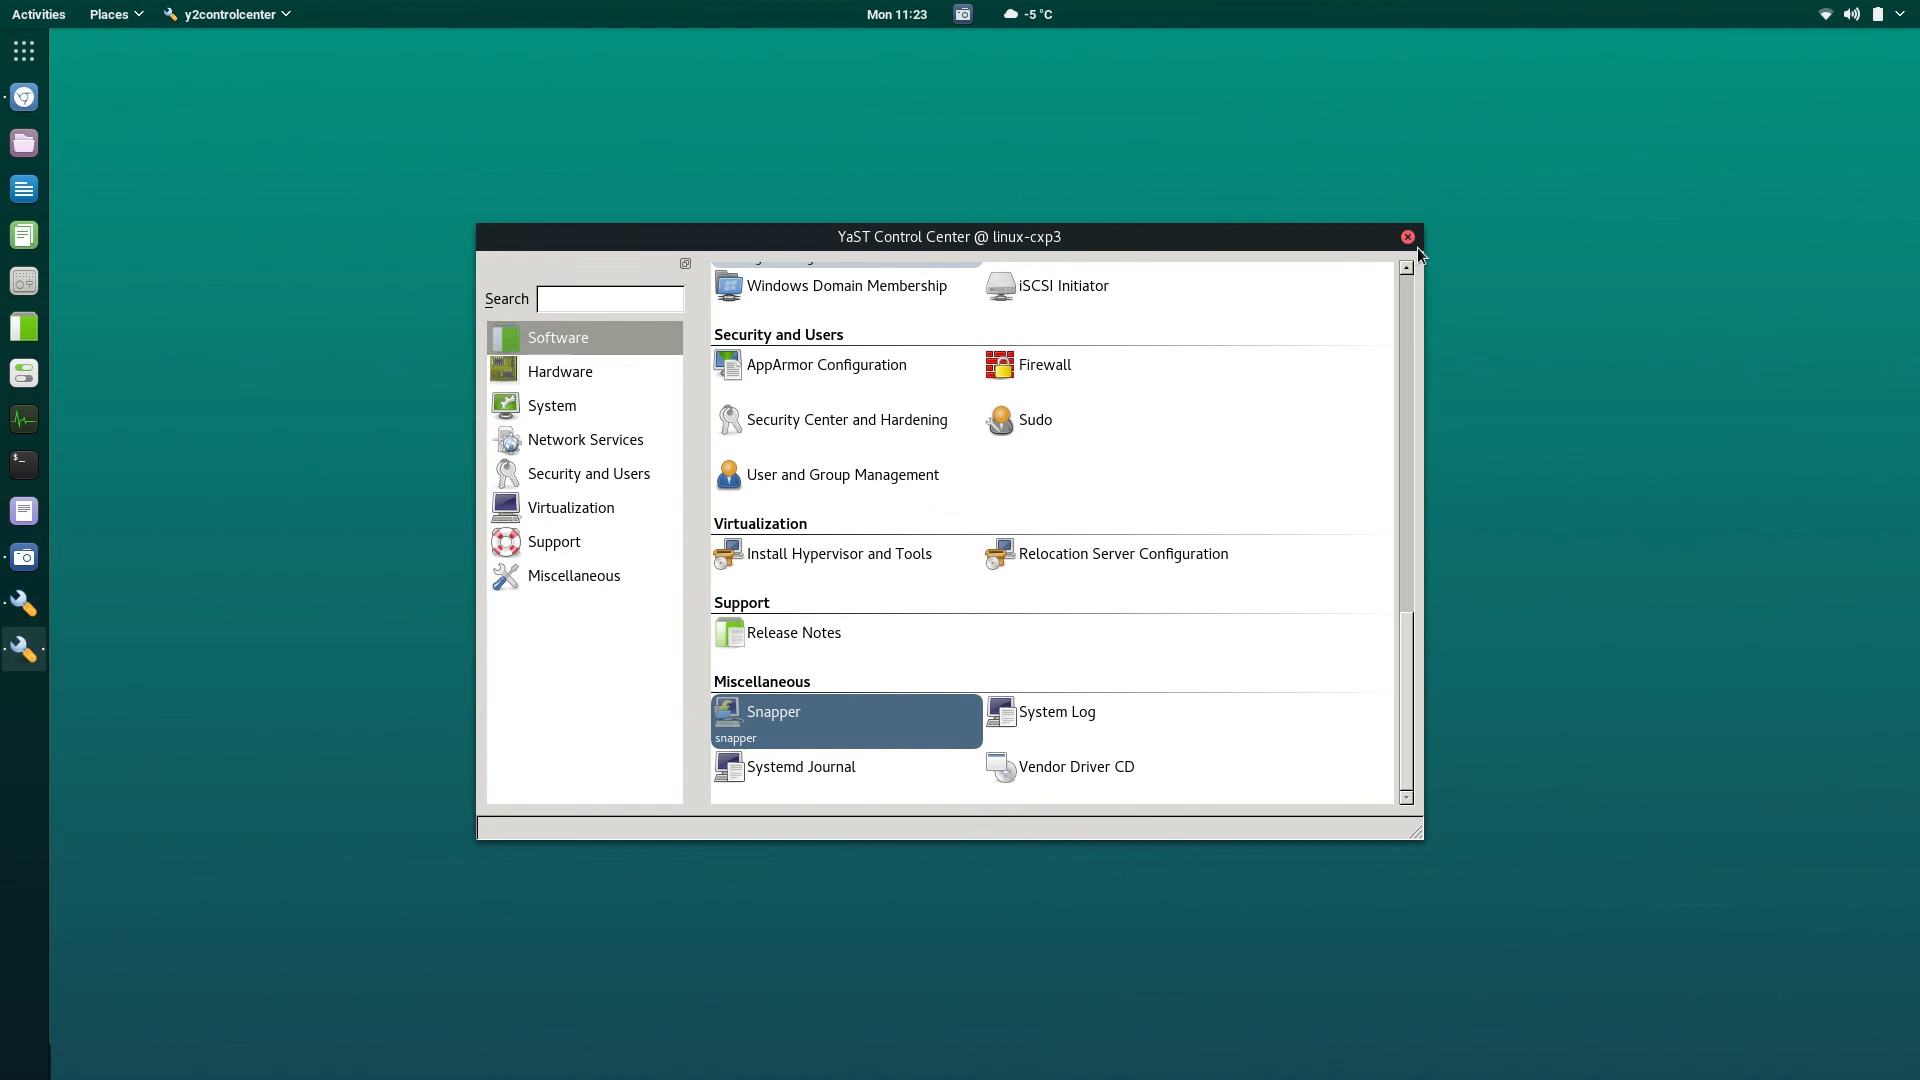 Activities
Places
y2controlcenter
Mon 11:23
-5 °C
YaST Control Center @ linux-cxp3
Search
Software
Hardware
System
Network Services
Security and Users
Virtualization
Support
Miscellaneous
Windows Domain Membership
iSCSI Initiator
Security and Users
AppArmor Configuration
Firewall
Security Center and Hardening
Sudo
User and Group Management
Virtualization
Install Hypervisor and Tools
Relocation Server Configuration
Support
Release Notes
Miscellaneous
Snapper
snapper
System Log
Systemd Journal
Vendor Driver CD